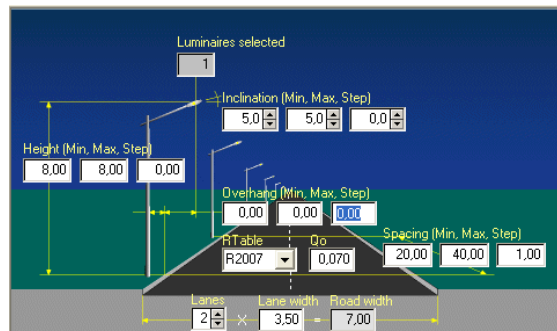 Luminaires selected
1
Inclination (Min, Max, Step)
5,0 5,0 0,0
Height (Min, Max, Step)
8,00 8,00 0,00
Overhang (Min, Max, Step)
0,00 0,00 0,00
Spacing (Min, Max, Step)
20,00 40,00 1,00
RTable Qo
R2007 0,070
Lanes Lane width Road width
2 X 3,50 = 7,00